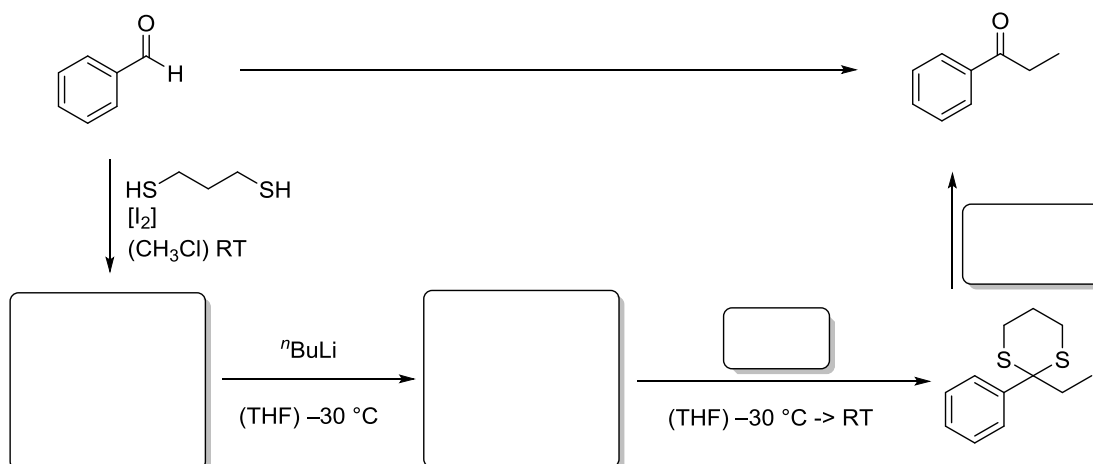 O
H
O
HS
SH
[I₂]
(CH₃Cl) RT
ⁿBuLi
(THF) –30 °C
(THF) –30 °C -> RT
S
S